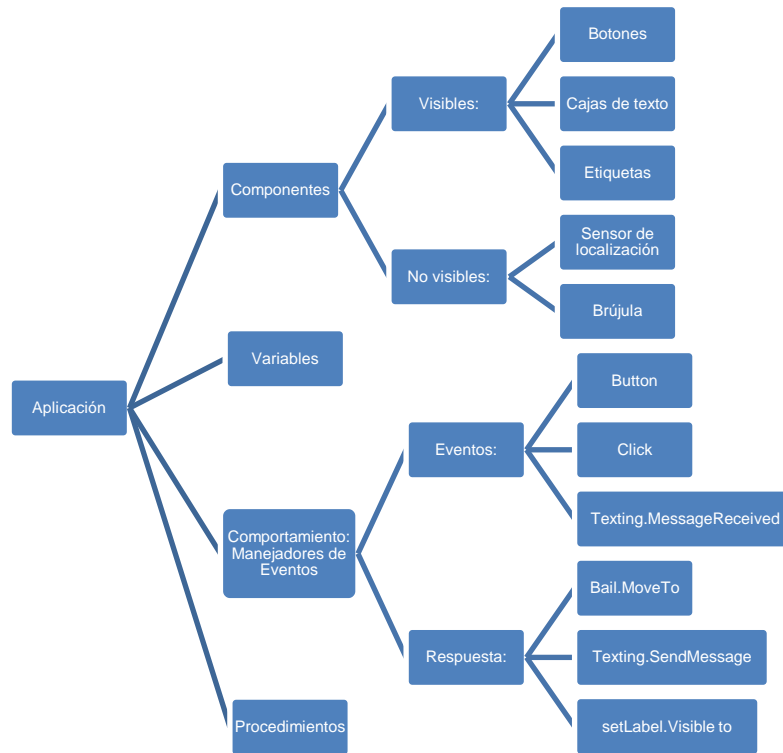 Aplicación
Componentes
Visibles:
Botones
Cajas de texto
Etiquetas
No visibles:
Sensor de
localización
Brújula
Variables
Comportamiento:
Manejadores de
Eventos
Eventos:
Button
Click
Texting.MessageReceived
Respuesta:
Bail.MoveTo
Texting.SendMessage
setLabel.Visible to
Procedimientos